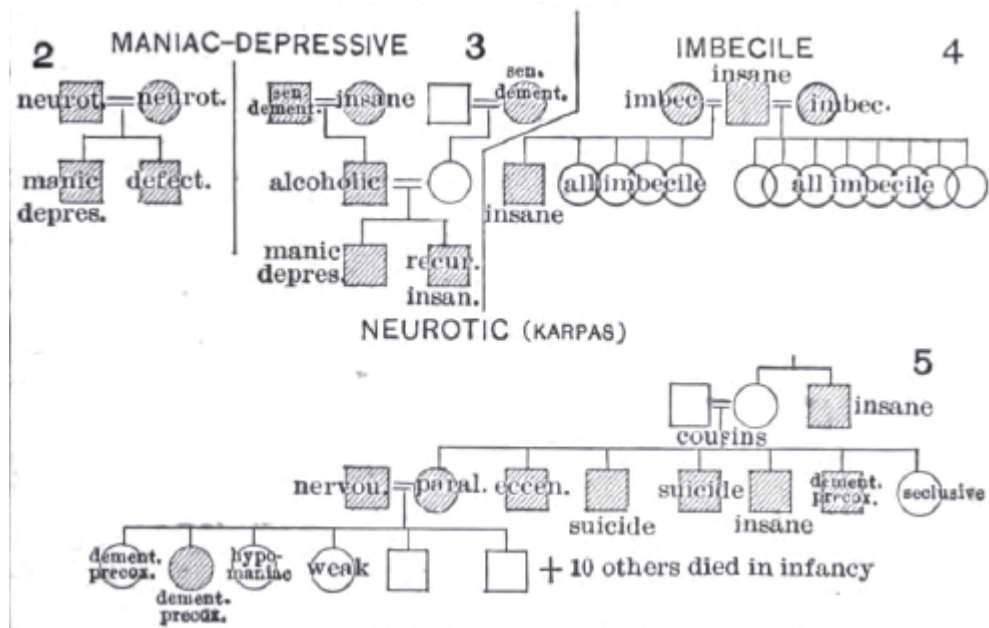 2
MANIAC-DEPRESSIVE
3
neurot. neurot.
manic
depres.
defect.
sen.
dement.
insane
sen.
dement.
alcoholic
manic
depres.
recur.
insan.
IMBECILE
4
insane
imbec. imbec.
insane
all imbecile
all imbecile
NEUROTIC (KARPAS)
5
insane
cousins
nervou. paral. eccen. suicide suicide insane dement. precox. seclusive
dement.
precox.
dement.
precox.
hypo-
maniac
weak
+ 10 others died in infancy